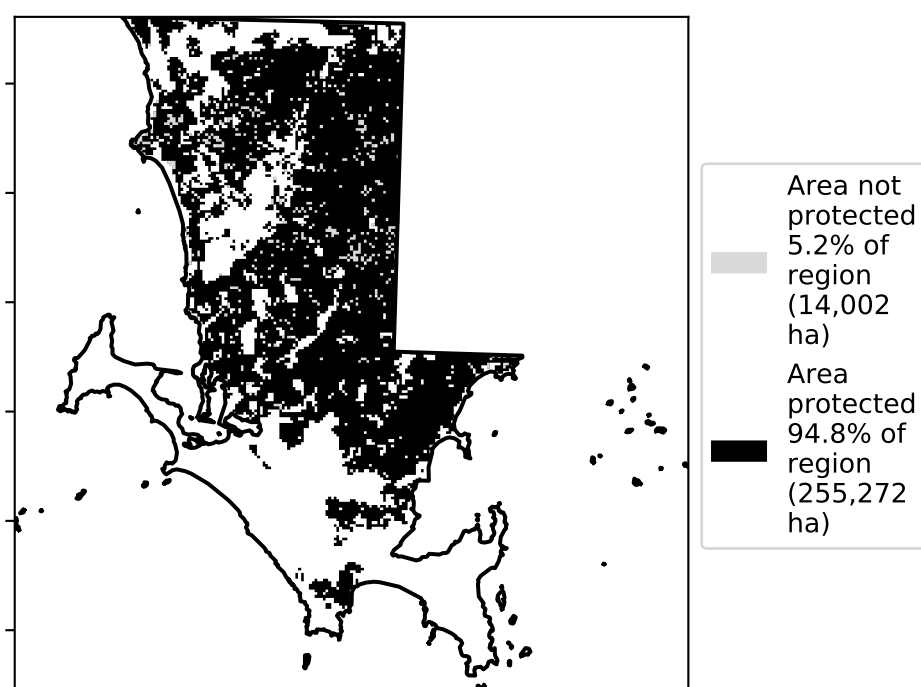 Area not
protected
5.2% of
region
(14,002
ha)
Area
protected
94.8% of
region
(255,272
ha)